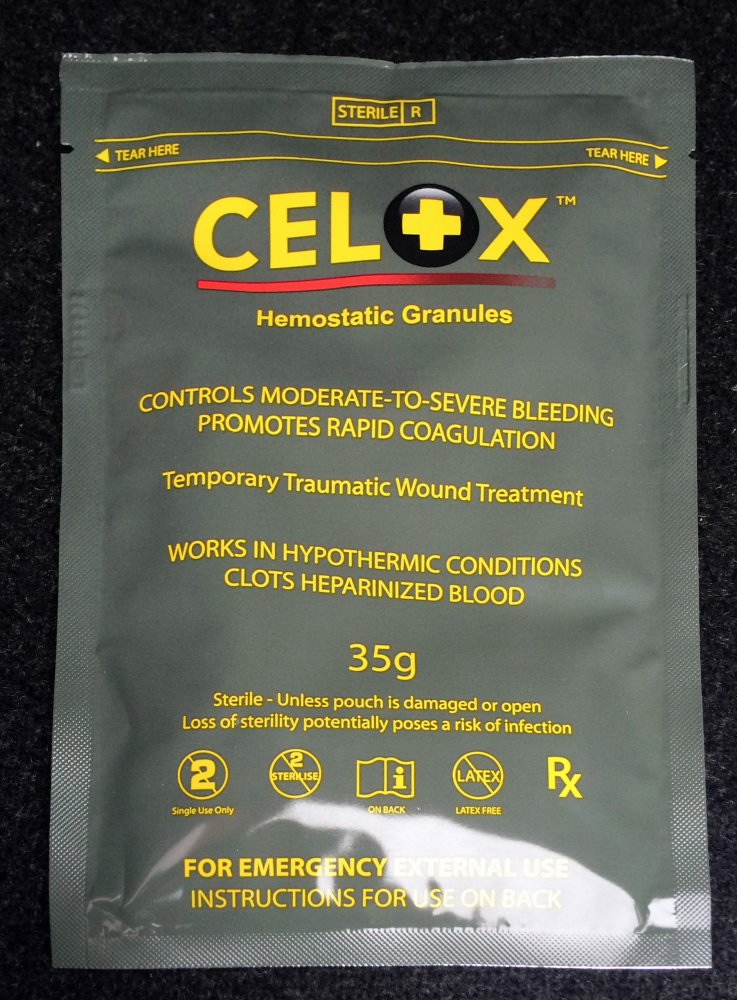 STERILE R
TEAR HERE TEAR HERE
CELOX™
Hemostatic Granules
CONTROLS MODERATE-TO-SEVERE BLEEDING
PROMOTES RAPID COAGULATION
Temporary Traumatic Wound Treatment
WORKS IN HYPOTHERMIC CONDITIONS
CLOTS HEPARINIZED BLOOD
35g
Sterile - Unless pouch is damaged or open
Loss of sterility potentially poses a risk of infection
2 2 STERILISE i LATEX Rx
Single Use Only ON BACK LATEX FREE
FOR EMERGENCY EXTERNAL USE
INSTRUCTIONS FOR USE ON BACK